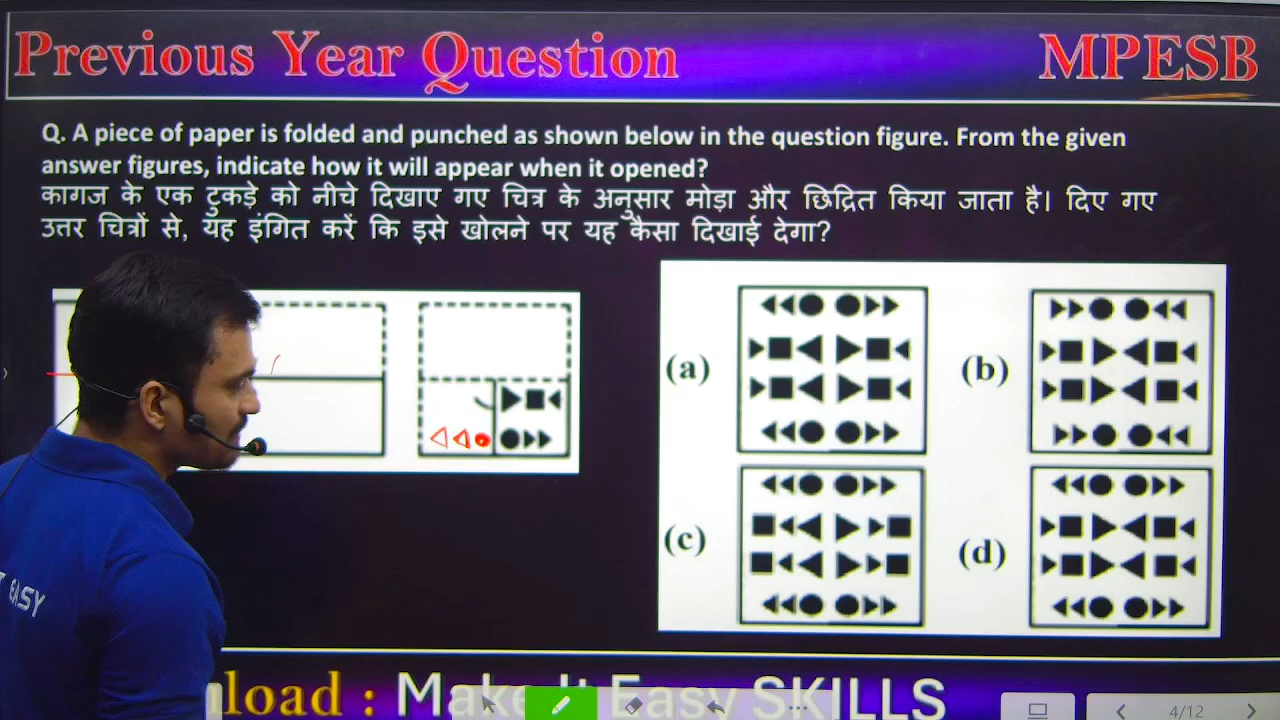 Previous Year Question
MPESB
Q. A piece of paper is folded and punched as shown below in the question figure. From the given
answer figures, indicate how it will appear when it opened?
कागज के एक टुकड़े को नीचे दिखाए गए चित्र के अनुसार मोड़ा और छिद्रित किया जाता है। दिए गए
उत्तर चित्रों से, यह इंगित करें कि इसे खोलने पर यह कैसा दिखाई देगा?
(a)
(b)
(c)
(d)
EASY
load : Make It Easy SKILLS
4/12